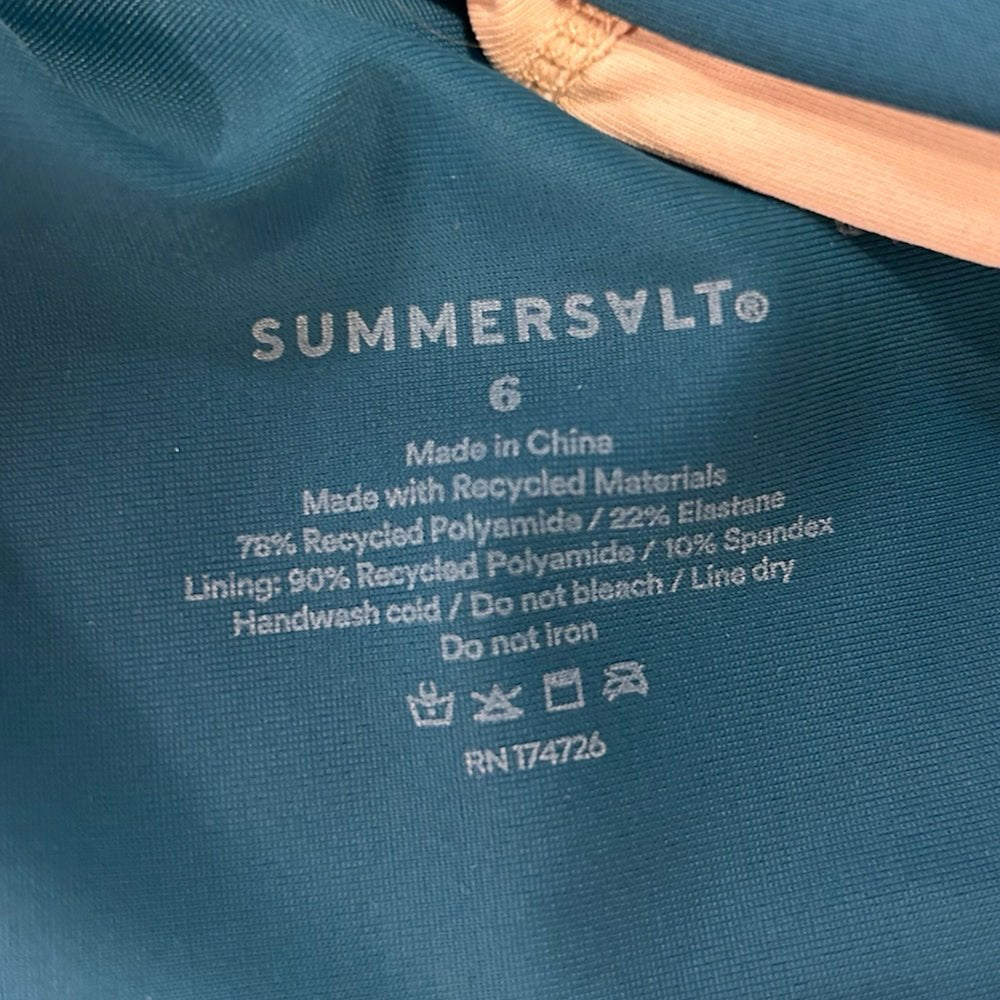 SUMMERSALT®
6
Made in China
Made with Recycled Materials
78% Recycled Polyamide / 22% Elastane
Lining: 90% Recycled Polyamide / 10% Spandex
Handwash cold / Do not bleach / Line dry
Do not iron
RN 174726